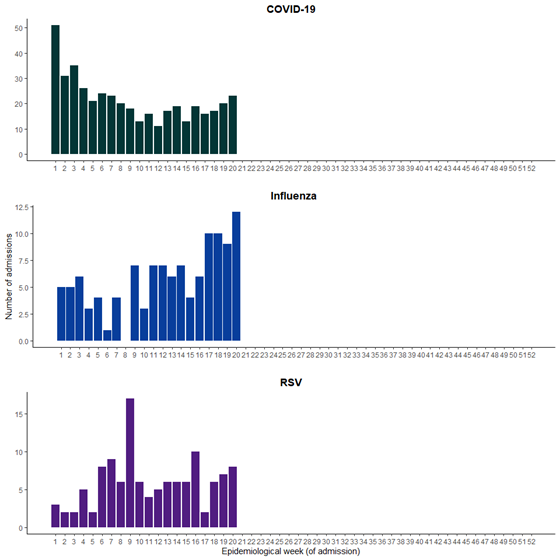 COVID-19
50
40
30
20
10
0
1 2 3 4 5 6 7 8 9 10 11 12 13 14 15 16 17 18 19 20 21 22 23 24 25 26 27 28 29 30 31 32 33 34 35 36 37 38 39 40 41 42 43 44 45 46 47 48 49 50 51 52
Influenza
Number of admissions
12.5
10.0
7.5
5.0
2.5
0.0
1 2 3 4 5 6 7 8 9 10 11 12 13 14 15 16 17 18 19 20 21 22 23 24 25 26 27 28 29 30 31 32 33 34 35 36 37 38 39 40 41 42 43 44 45 46 47 48 49 50 51 52
RSV
15
10
5
0
1 2 3 4 5 6 7 8 9 10 11 12 13 14 15 16 17 18 19 20 21 22 23 24 25 26 27 28 29 30 31 32 33 34 35 36 37 38 39 40 41 42 43 44 45 46 47 48 49 50 51 52
Epidemiological week (of admission)